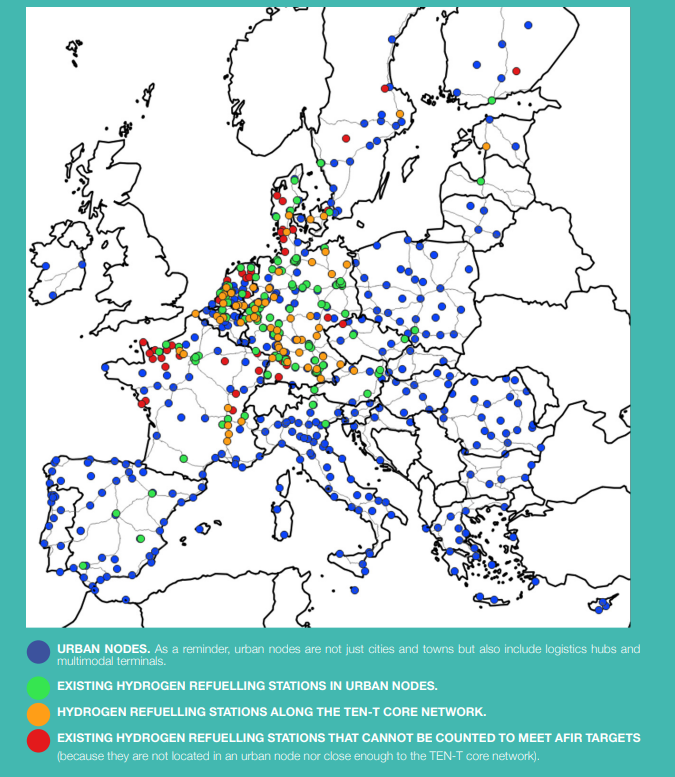 URBAN NODES. As a reminder, urban nodes are not just cities and towns but also include logistics hubs and
multimodal terminals.
EXISTING HYDROGEN REFUELLING STATIONS IN URBAN NODES.
HYDROGEN REFUELLING STATIONS ALONG THE TEN-T CORE NETWORK.
EXISTING HYDROGEN REFUELLING STATIONS THAT CANNOT BE COUNTED TO MEET AFIR TARGETS
(because they are not located in an urban node nor close enough to the TEN-T core network).